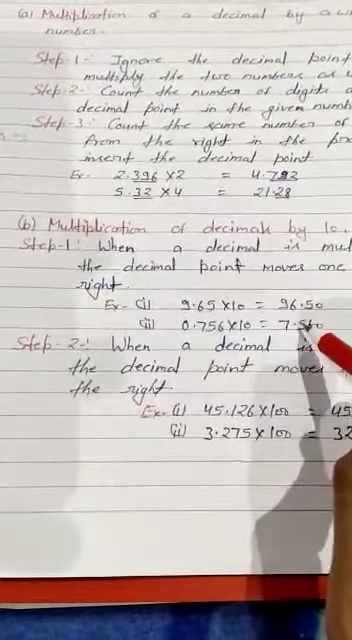 (a) Multiplication of a decimal by a
number.
Step-1:- Ignore the decimal point
multiply the two numbers as
Step-2:- Count the number of digits
decimal point in the given numb
Step-3:- Count the same number of
from the right in the
insert the decimal point
Ex- 2.396 x 2 = 4.792
5.32 x 4 = 21.28
(b) Multiplication of decimals by 10.
Step-1:- When a decimal is mul
the decimal point moves one
right.
Ex- (i) 9.65 x 10 = 96.50
(ii) 0.756 x 10 = 7.560
Step-2:- When a decimal is
the decimal point moves
the right.
Ex- (i) 45.126 x 100 = 45
(ii) 3.275 x 100 = 32